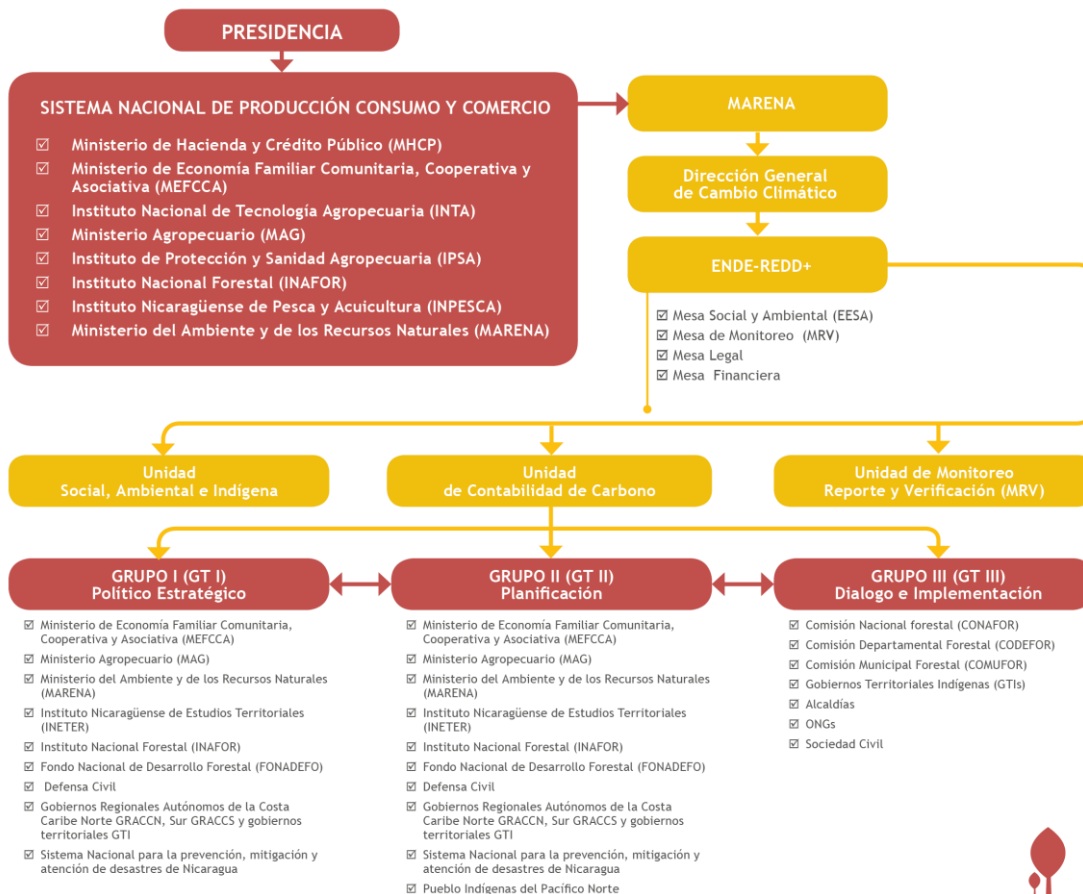 PRESIDENCIA
SISTEMA NACIONAL DE PRODUCCIÓN CONSUMO Y COMERCIO
☑ Ministerio de Hacienda y Crédito Público (MHCP)
☑ Ministerio de Economía Familiar Comunitaria, Cooperativa y
Asociativa (MEFCCA)
☑ Instituto Nacional de Tecnología Agropecuaria (INTA)
☑ Ministerio Agropecuario (MAG)
☑ Instituto de Protección y Sanidad Agropecuaria (IPSA)
☑ Instituto Nacional Forestal (INAFOR)
☑ Instituto Nicaragüense de Pesca y Acuicultura (INPESCA)
☑ Ministerio del Ambiente y de los Recursos Naturales (MARENA)
MARENA
Dirección General
de Cambio Climático
ENDE-REDD+
☑ Mesa Social y Ambiental (EESA)
☑ Mesa de Monitoreo (MRV)
☑ Mesa Legal
☑ Mesa Financiera
Unidad
Social, Ambiental e Indígena
Unidad
de Contabilidad de Carbono
Unidad de Monitoreo
Reporte y Verificación (MRV)
GRUPO I (GT I)
Político Estratégico
☑ Ministerio de Economía Familiar Comunitaria,
Cooperativa y Asociativa (MEFCCA)
☑ Ministerio Agropecuario (MAG)
☑ Ministerio del Ambiente y de los Recursos Naturales
(MARENA)
☑ Instituto Nicaragüense de Estudios Territoriales
(INETER)
☑ Instituto Nacional Forestal (INAFOR)
☑ Fondo Nacional de Desarrollo Forestal (FONADEFO)
☑ Defensa Civil
☑ Gobiernos Regionales Autónomos de la Costa
Caribe Norte GRACCN, Sur GRACCS y gobiernos
territoriales GTI
☑ Sistema Nacional para la prevención, mitigación y
atención de desastres de Nicaragua
GRUPO II (GT II)
Planificación
☑ Ministerio de Economía Familiar Comunitaria,
Cooperativa y Asociativa (MEFCCA)
☑ Ministerio Agropecuario (MAG)
☑ Ministerio del Ambiente y de los Recursos Naturales
(MARENA)
☑ Instituto Nicaragüense de Estudios Territoriales
(INETER)
☑ Instituto Nacional Forestal (INAFOR)
☑ Fondo Nacional de Desarrollo Forestal (FONADEFO)
☑ Defensa Civil
☑ Gobiernos Regionales Autónomos de la Costa
Caribe Norte GRACCN, Sur GRACCS y gobiernos
territoriales GTI
☑ Sistema Nacional para la prevención, mitigación y
atención de desastres de Nicaragua
☑ Pueblo Indígenas del Pacífico Norte
GRUPO III (GT III)
Dialogo e Implementación
☑ Comisión Nacional forestal (CONAFOR)
☑ Comisión Departamental Forestal (CODEFOR)
☑ Comisión Municipal Forestal (COMUFOR)
☑ Gobiernos Territoriales Indígenas (GTIs)
☑ Alcaldías
☑ ONGs
☑ Sociedad Civil